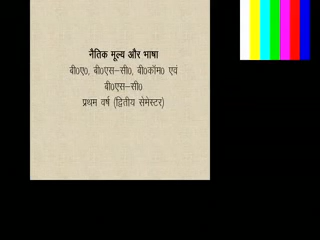 नैतिक मूल्य और भाषा
बी0ए0, बी0एस-सी0, बी0कॉम0 एवं
बी0एस-सी0
प्रथम वर्ष (द्वितीय सेमेस्टर)